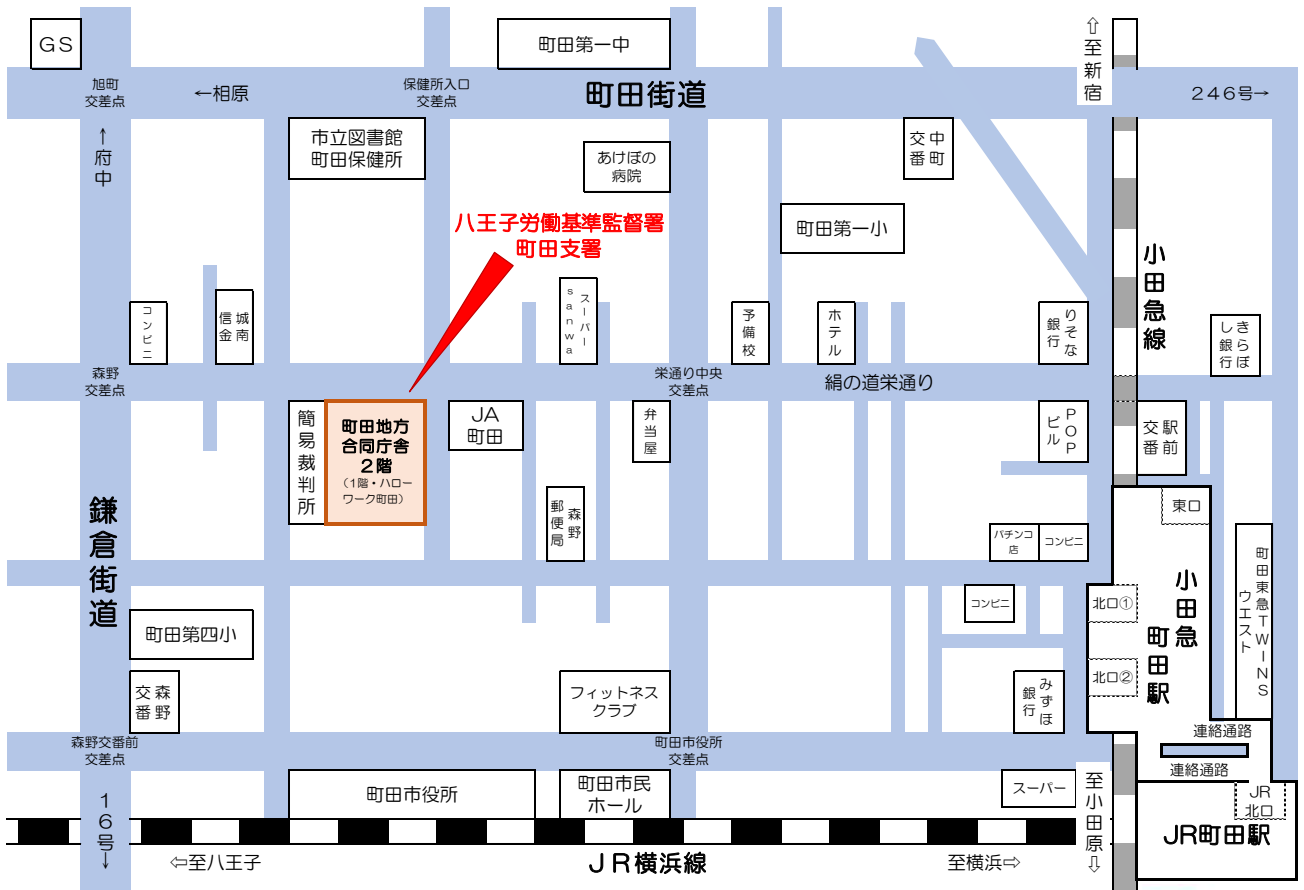 GS
町田第一中
⇧至新宿
旭町
交差点
←相原
保健所入口
交差点
町田街道
246号→
↑府中
市立図書館
町田保健所
あけぼの
病院
中町
交番
町田第一小
八王子労働基準監督署
町田支署
小田急線
コンビニ
城南
信金
スーパー
sanwa
予備校
ホテル
りそな
銀行
きらぼ
し銀行
森野
交差点
栄通り中央
交差点
絹の道栄通り
簡易裁判所
町田地方
合同庁舎
2階
(1階・ハロー
ワーク町田)
JA
町田
弁当屋
POP
ビル
駅前
交番
鎌倉街道
森野
郵便局
東口
パチンコ
店
コンビニ
町田東急TWINS
ウエスト
小田急
町田駅
コンビニ
北口①
町田第四小
北口②
森野
交番
フィットネス
クラブ
みずほ
銀行
森野交番前
交差点
町田市役所
交差点
連絡通路
連絡通路
16号↓
町田市役所
町田市民
ホール
スーパー
至小田原⇩
JR
北口
JR町田駅
⇦至八王子
JR横浜線
至横浜⇨